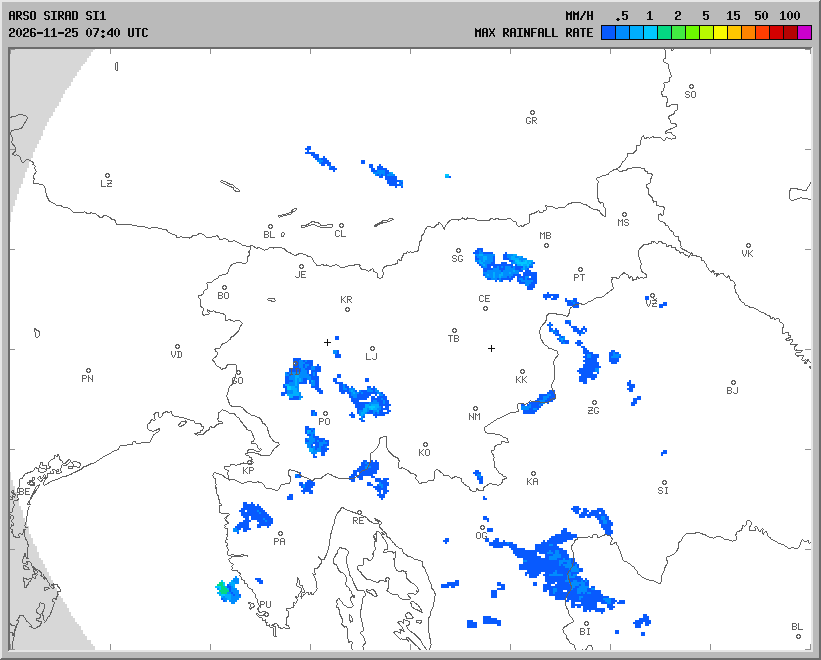 ARSO SIRAD SI1
2026-11-25 07:40 UTC
MM/H .5 1 2 5 15 50 100
MAX RAINFALL RATE
SO
GR
LZ
MS
BL
CL
MB
VK
SG
JE
PT
BO
KR
CE
VZ
TB
VD
LJ
PN
GO
KK
BJ
ZG
NM
PO
KO
KP
KA
SI
BE
RE
OG
PA
PU
BI
BL